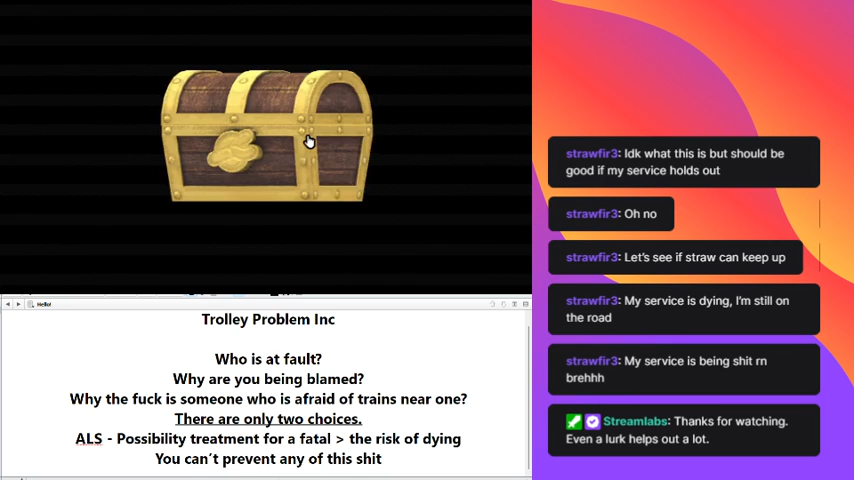 Hello!
Trolley Problem Inc
Who is at fault?
Why are you being blamed?
Why the fuck is someone who is afraid of trains near one?
There are only two choices.
ALS - Possibility treatment for a fatal > the risk of dying
You can't prevent any of this shit
strawfir3: Idk what this is but should be
good if my service holds out
strawfir3: Oh no
strawfir3: Let's see if straw can keep up
strawfir3: My service is dying, I'm still on
the road
strawfir3: My service is being shit rn
brehhh
Streamlabs: Thanks for watching.
Even a lurk helps out a lot.